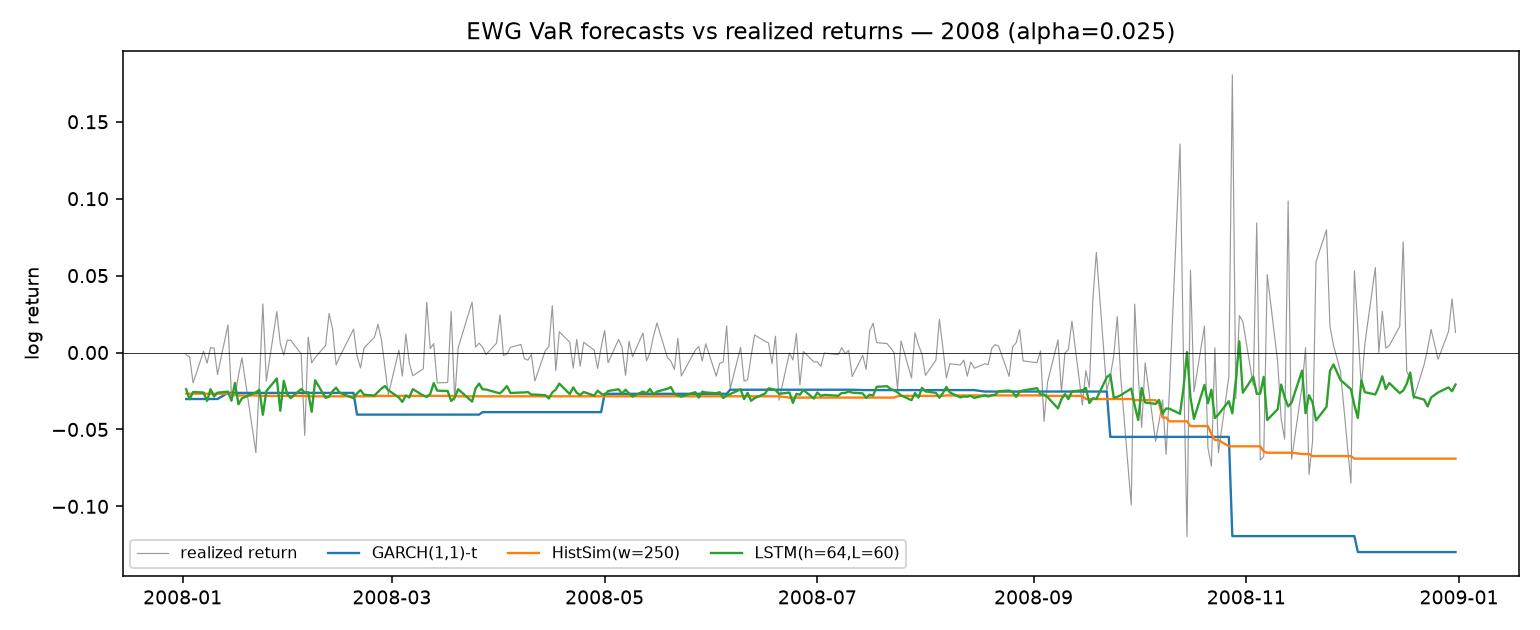 EWG VaR forecasts vs realized returns — 2008 (alpha=0.025)
log return
0.15
0.10
0.05
0.00
−0.05
−0.10
realized return GARCH(1,1)-t HistSim(w=250) LSTM(h=64,L=60)
2008-01 2008-03 2008-05 2008-07 2008-09 2008-11 2009-01